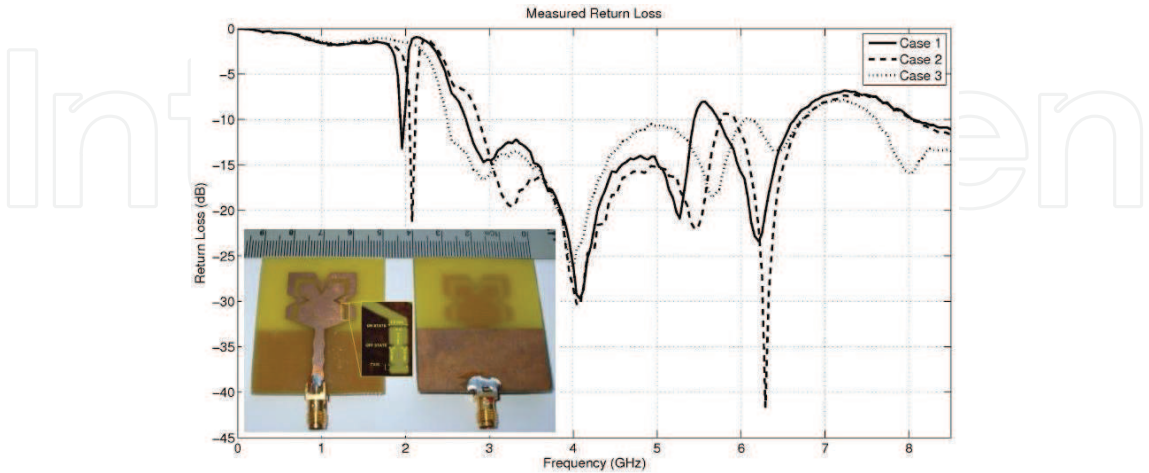 Measured Return Loss
Return Loss (dB)
0
−5
−10
−15
−20
−25
−30
−35
−40
−45
Case 1
Case 2
Case 3
0 1 2 3 4 5 6 7 8
Frequency (GHz)